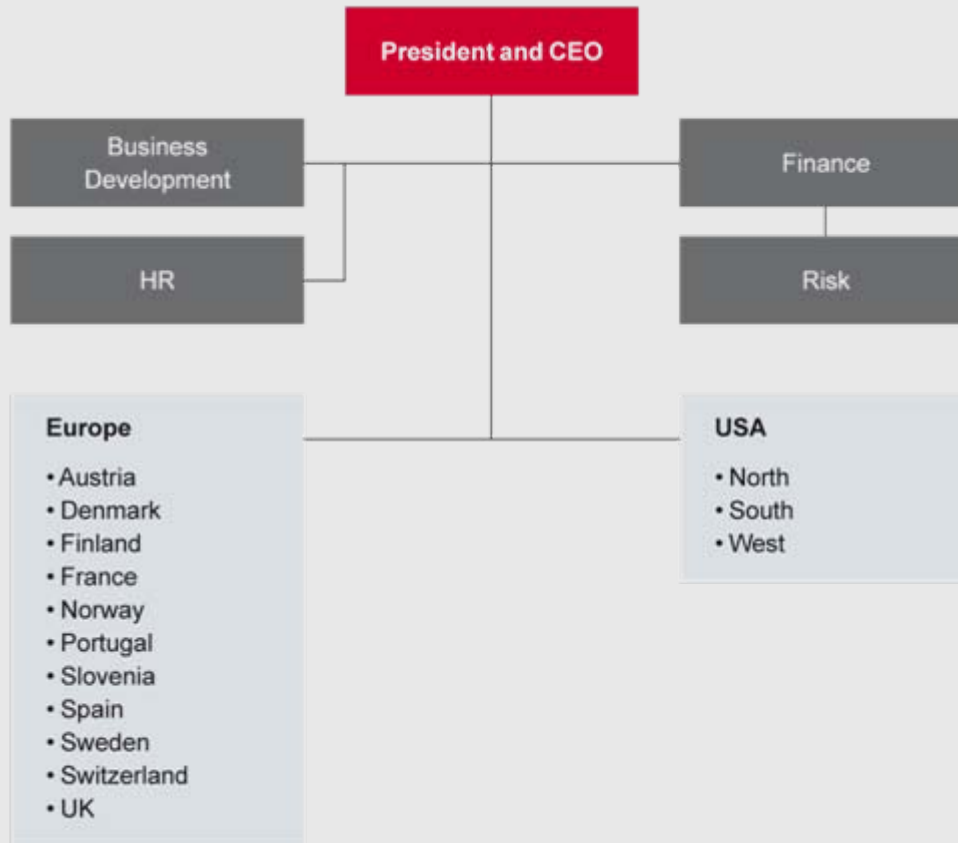 President and CEO
Business
Development
Finance
HR
Risk
Europe
• Austria
• Denmark
• Finland
• France
• Norway
• Portugal
• Slovenia
• Spain
• Sweden
• Switzerland
• UK
USA
• North
• South
• West